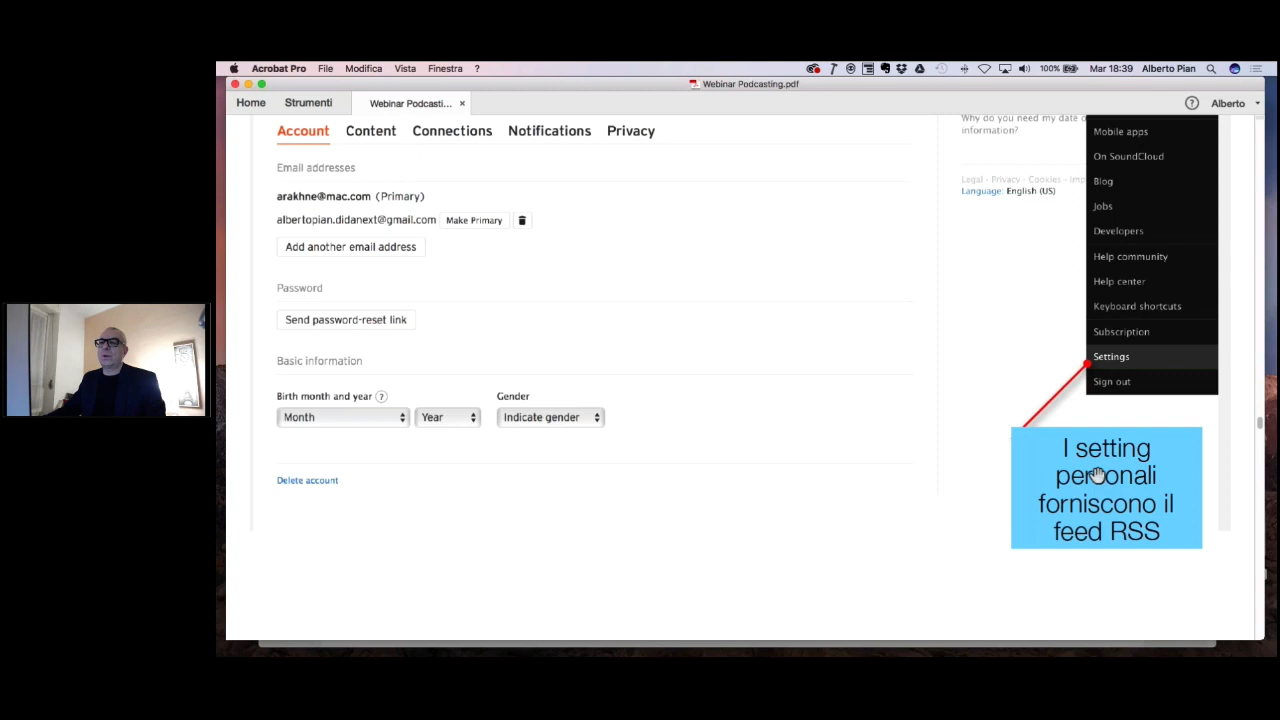 Acrobat Pro File Modifica Vista Finestra ?
100% Mar 18:39 Alberto Pian
Webinar Podcasting.pdf
Home Strumenti Webinar Podcasti... × ? Alberto
Account Content Connections Notifications Privacy
Email addresses
arakhne@mac.com (Primary)
albertopian.didanext@gmail.com Make Primary
Add another email address
Password
Send password-reset link
Basic information
Birth month and year ? Gender
Month Year Indicate gender
Delete account
Why do you need my date o
information?
Legal - Privacy - Cookies - Imp
Language: English (US)
Mobile apps
On SoundCloud
Blog
Jobs
Developers
Help community
Help center
Keyboard shortcuts
Subscription
Settings
Sign out
I setting
personali
forniscono il
feed RSS